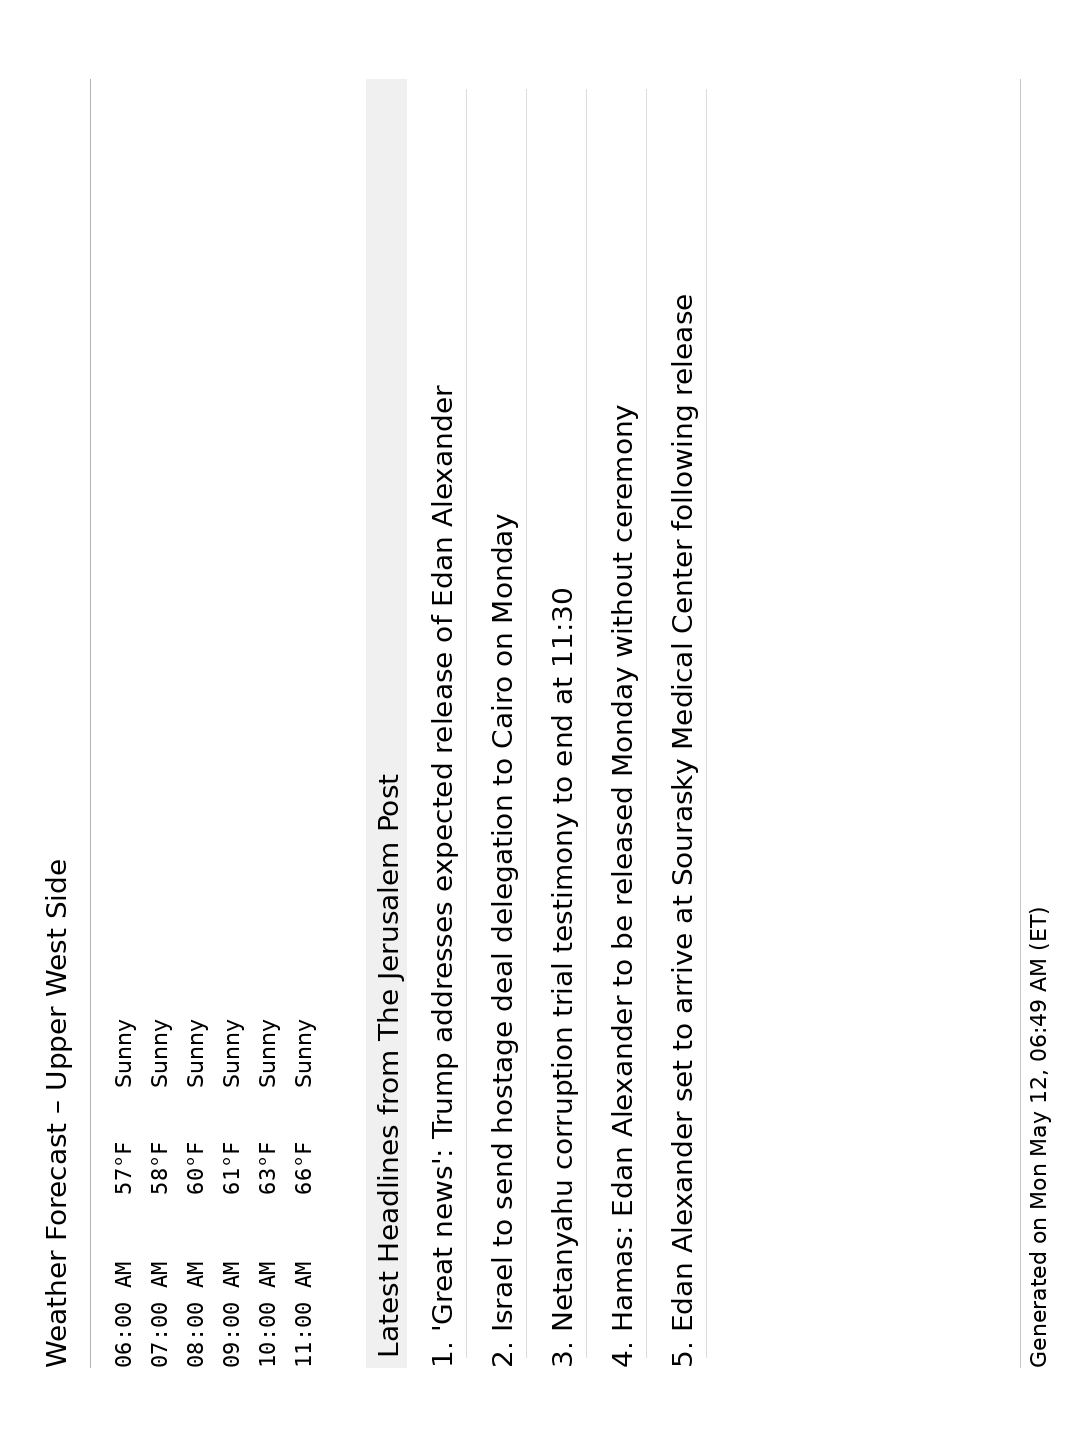 Weather Forecast – Upper West Side
06:00 AM 57°F Sunny
07:00 AM 58°F Sunny
08:00 AM 60°F Sunny
09:00 AM 61°F Sunny
10:00 AM 63°F Sunny
11:00 AM 66°F Sunny
Latest Headlines from The Jerusalem Post
1. 'Great news': Trump addresses expected release of Edan Alexander
2. Israel to send hostage deal delegation to Cairo on Monday
3. Netanyahu corruption trial testimony to end at 11:30
4. Hamas: Edan Alexander to be released Monday without ceremony
5. Edan Alexander set to arrive at Sourasky Medical Center following release
Generated on Mon May 12, 06:49 AM (ET)